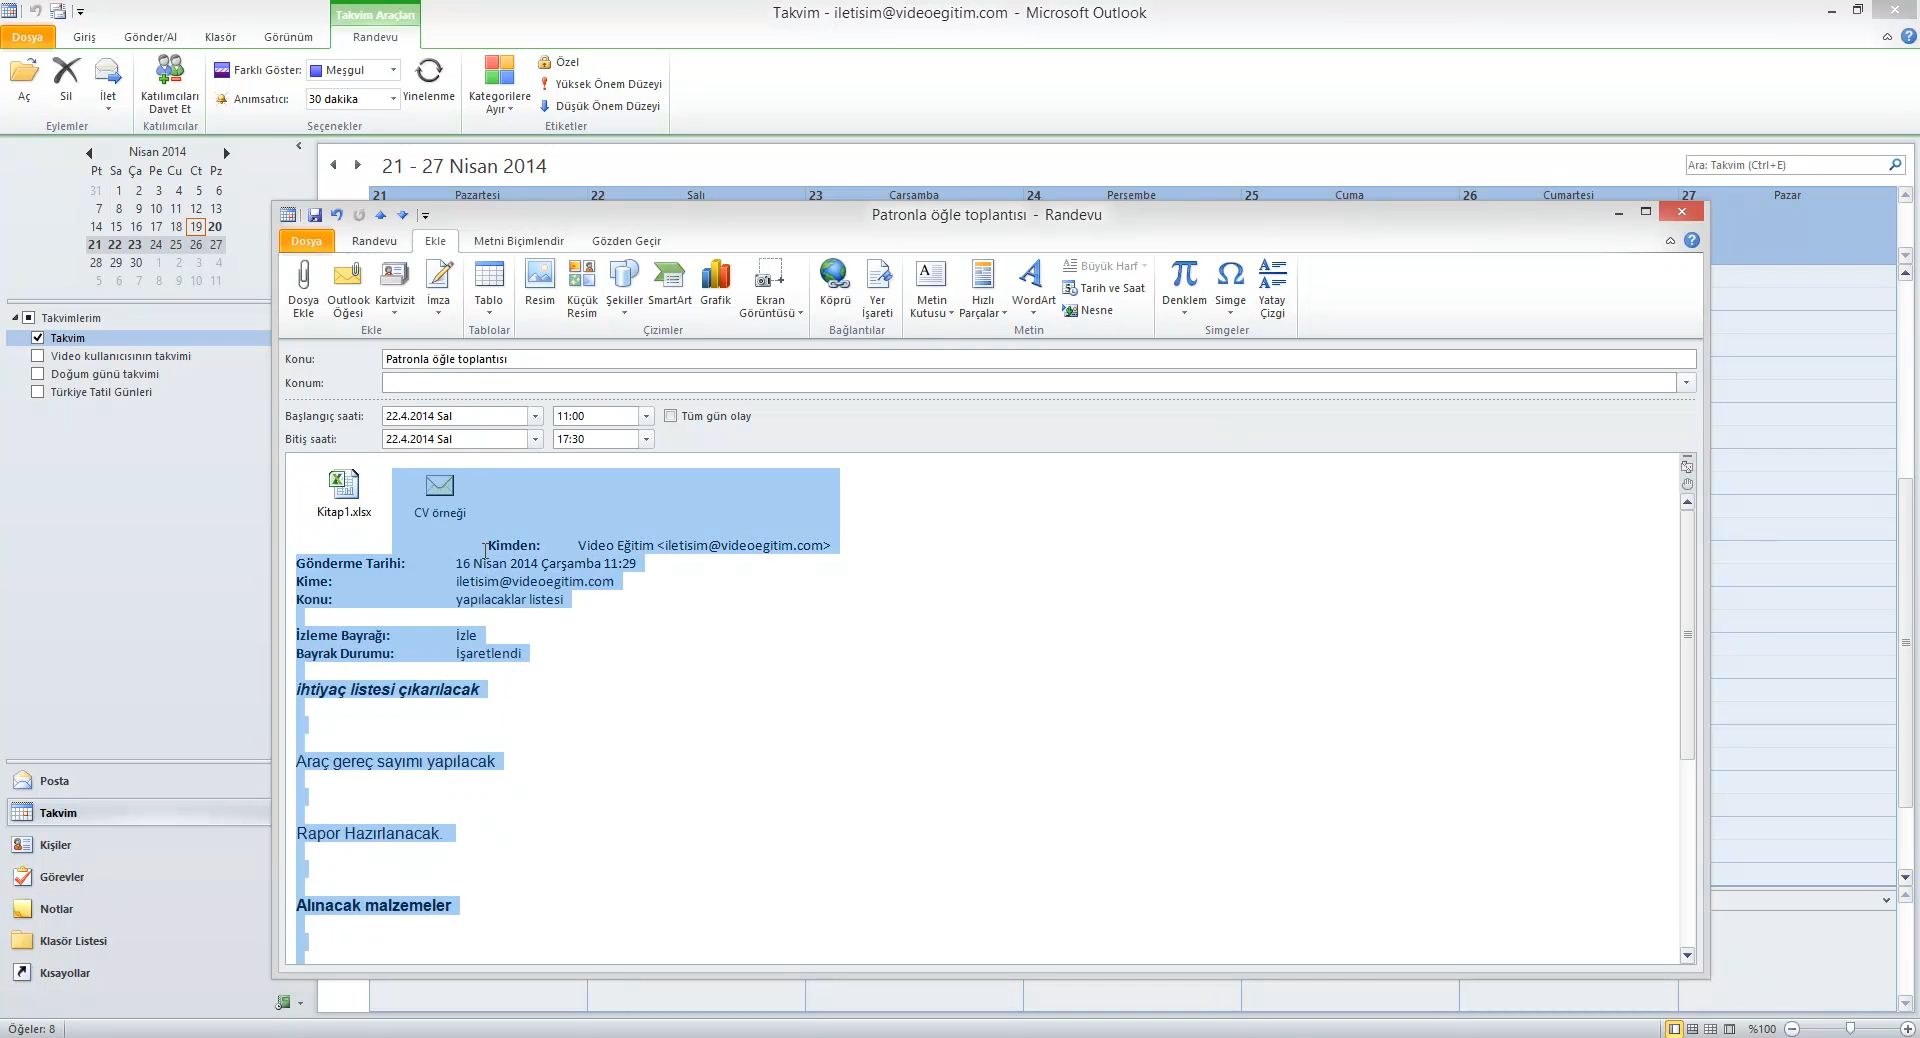 Takvim Araçları
Takvim - iletisim@videoegitim.com - Microsoft Outlook
Dosya Giriş Gönder/Al Klasör Görünüm Randevu
Aç Sil İlet
Eylemler
Katılımcıları Davet Et
Katılımcılar
Farklı Göster: Meşgul
Anımsatıcı: 30 dakika
Yinelenme
Seçenekler
Kategorilere Ayır
Özel
Yüksek Önem Düzeyi
Düşük Önem Düzeyi
Etiketler
Nisan 2014
Pt Sa Ça Pe Cu Ct Pz
31 1 2 3 4 5 6
7 8 9 10 11 12 13
14 15 16 17 18 19 20
21 22 23 24 25 26 27
28 29 30 1 2 3 4
5 6 7 8 9 10 11
Takvimlerim
Takvim
Video kullanıcısının takvimi
Doğum günü takvimi
Türkiye Tatil Günleri
Posta
Takvim
Kişiler
Görevler
Notlar
Klasör Listesi
Kısayollar
21 - 27 Nisan 2014
Ara: Takvim (Ctrl+E)
21 Pazartesi 22 Salı 23 Çarşamba 24 Perşembe 25 Cuma 26 Cumartesi 27 Pazar
Patronla öğle toplantısı - Randevu
Dosya Randevu Ekle Metni Biçimlendir Gözden Geçir
Dosya Ekle
Outlook Öğesi
Kartvizit
İmza
Ekle
Tablo
Tablolar
Resim
Küçük Resim
Şekiller
SmartArt
Grafik
Ekran Görüntüsü
Çizimler
Köprü
Yer İşareti
Bağlantılar
Metin Kutusu
Hızlı Parçalar
WordArt
Büyük Harf
Tarih ve Saat
Nesne
Metin
Denklem
Simge
Yatay Çizgi
Simgeler
Konu: Patronla öğle toplantısı
Konum:
Başlangıç saati: 22.4.2014 Sal 11:00 Tüm gün olay
Bitiş saati: 22.4.2014 Sal 17:30
Kitap1.xlsx
CV örneği
Kimden: Video Eğitim <iletisim@videoegitim.com>
Gönderme Tarihi: 16 Nisan 2014 Çarşamba 11:29
Kime: iletisim@videoegitim.com
Konu: yapılacaklar listesi
İzleme Bayrağı: İzle
Bayrak Durumu: İşaretlendi
ihtiyaç listesi çıkarılacak
Araç gereç sayımı yapılacak
Rapor Hazırlanacak.
Alınacak malzemeler
Öğeler: 8
%100